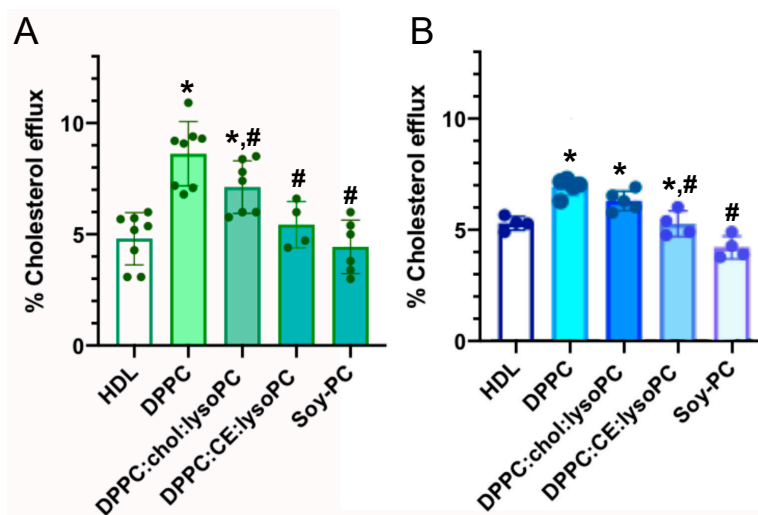 A
% Cholesterol efflux
10
5
0
*
*,#
#
#
HDL
DPPC
DPPC:chol:lysoPC
DPPC:CE:lysoPC
Soy-PC
B
% Cholesterol efflux
10
5
0
*
*
*,#
#
HDL
DPPC
DPPC:chol:lysoPC
DPPC:CE:lysoPC
Soy-PC